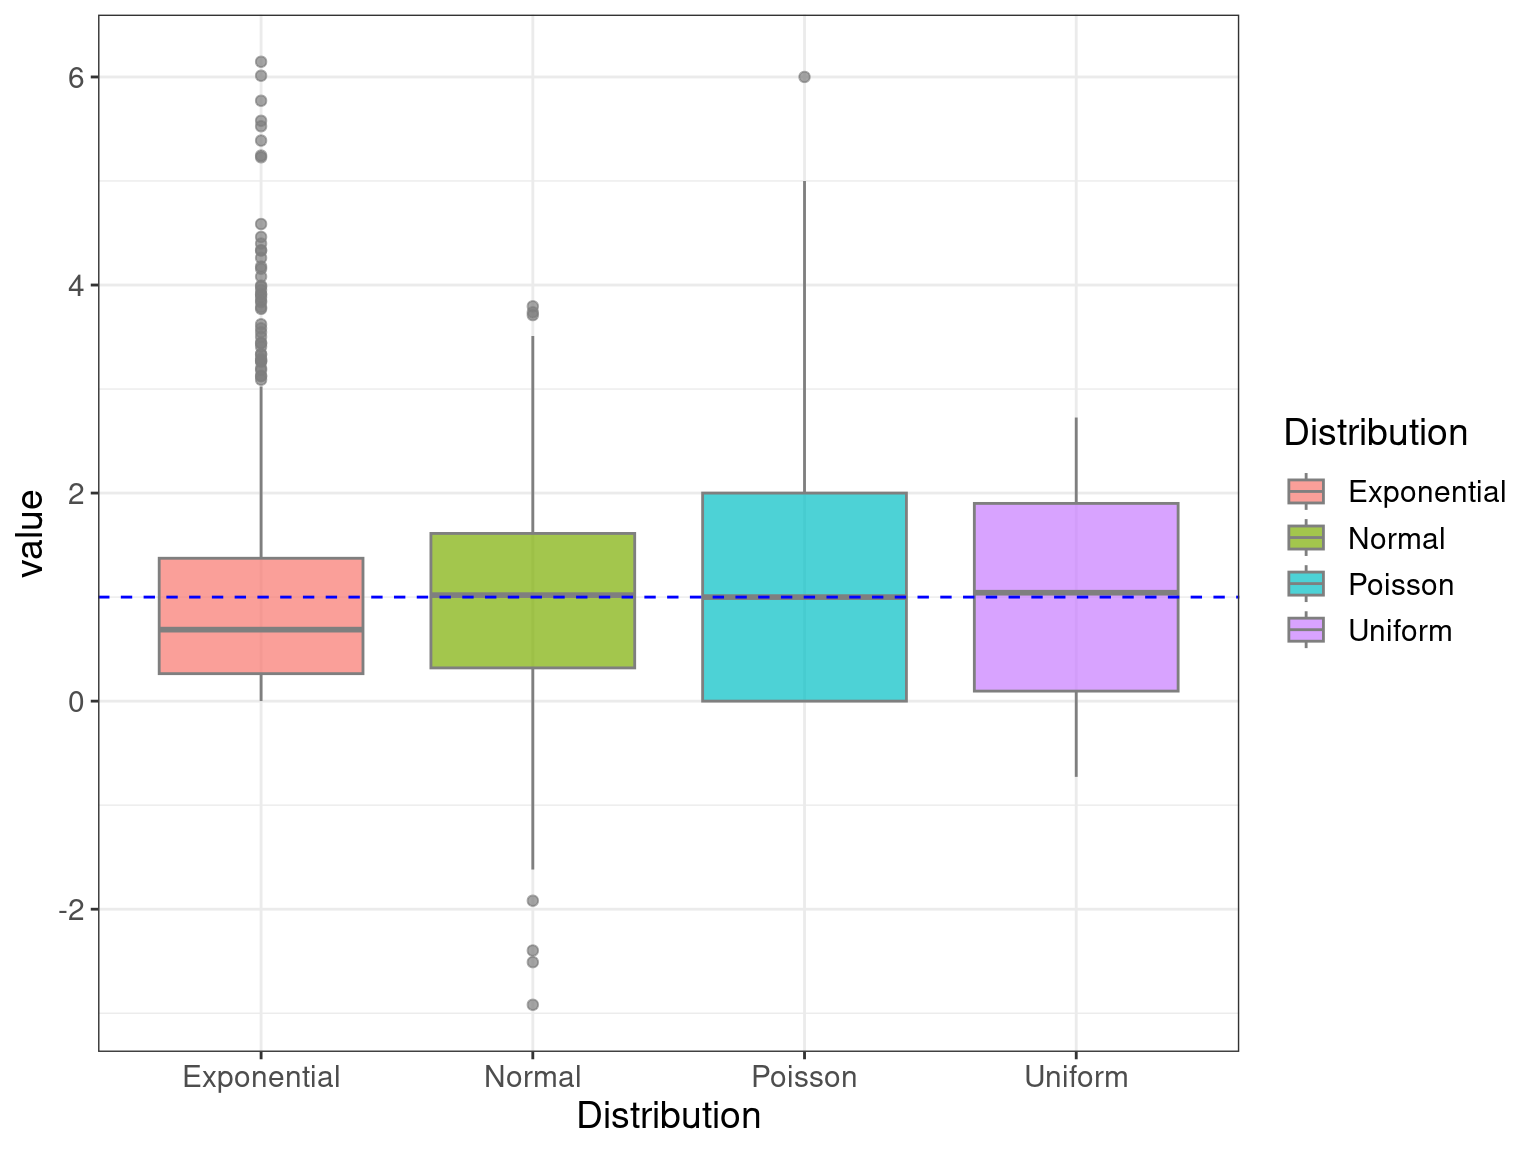 6
4
2
0
-2
value
Exponential
Normal
Poisson
Uniform
Distribution
Distribution
Exponential
Normal
Poisson
Uniform